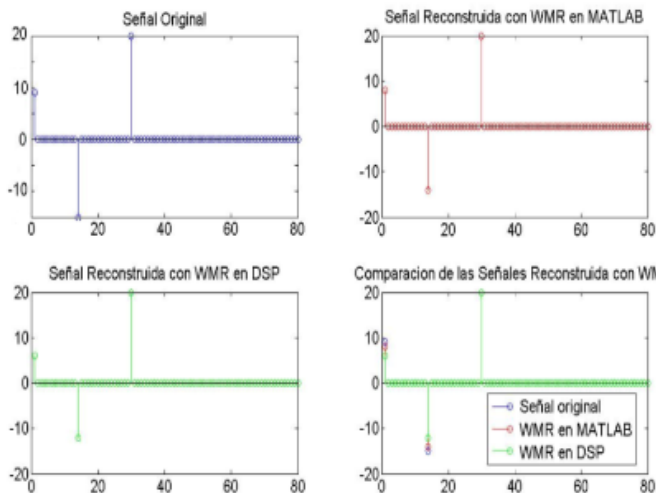 Señal Original
20
10
0
-10
0 20 40 60 80
Señal Reconstruida con WMR en MATLAB
20
10
0
-10
-20
0 20 40 60 80
Señal Reconstruida con WMR en DSP
20
10
0
-10
-20
0 20 40 60 80
Comparacion de las Señales Reconstruida con WM
20
10
0
-10
-20
0 20 40 60 80
Señal original
WMR en MATLAB
WMR en DSP